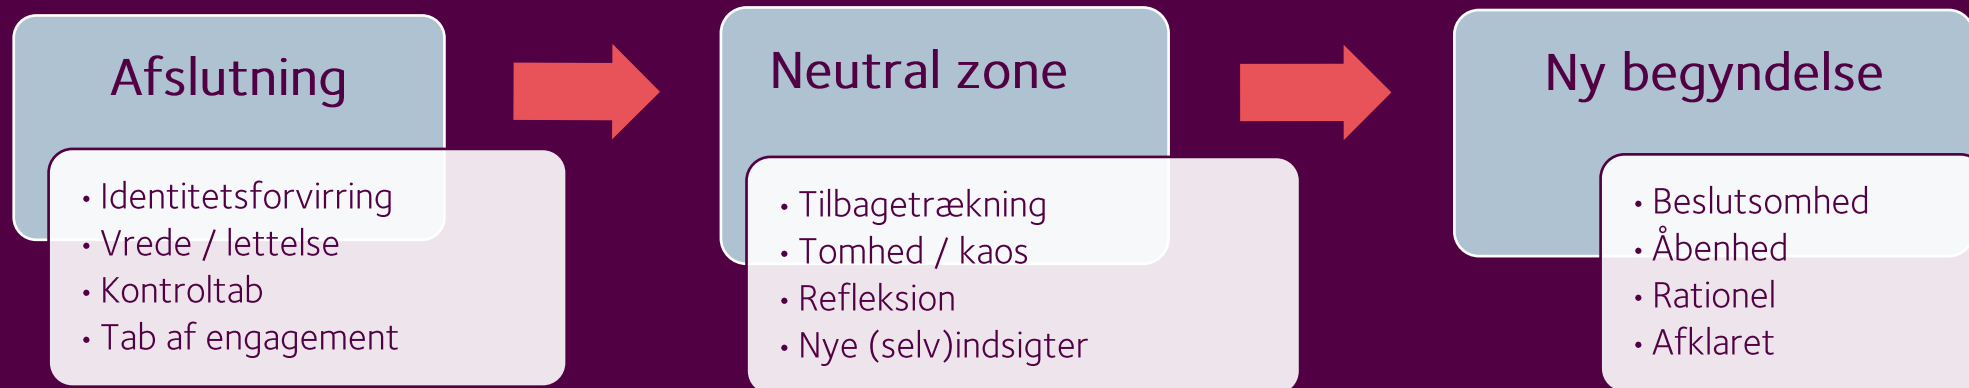 Afslutning
• Identitetsforvirring
• Vrede / lettelse
• Kontroltab
• Tab af engagement
Neutral zone
• Tilbagetrækning
• Tomhed / kaos
• Refleksion
• Nye (selv)indsigter
Ny begyndelse
• Beslutsomhed
• Åbenhed
• Rationel
• Afklaret